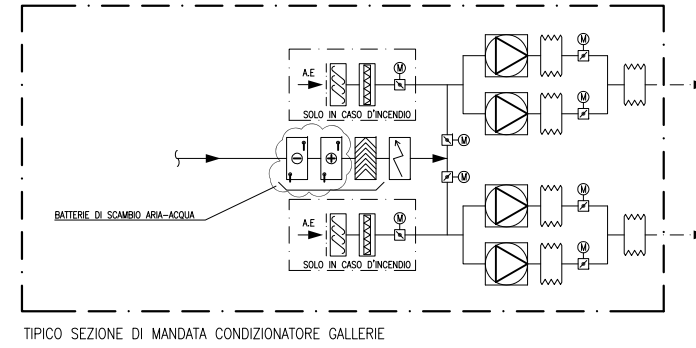 M
M
A.E
SOLO IN CASO D'INCENDIO
M
M
M
BATTERIE DI SCAMBIO ARIA-ACQUA
M
M
A.E
SOLO IN CASO D'INCENDIO
M
TIPICO SEZIONE DI MANDATA CONDIZIONATORE GALLERIE